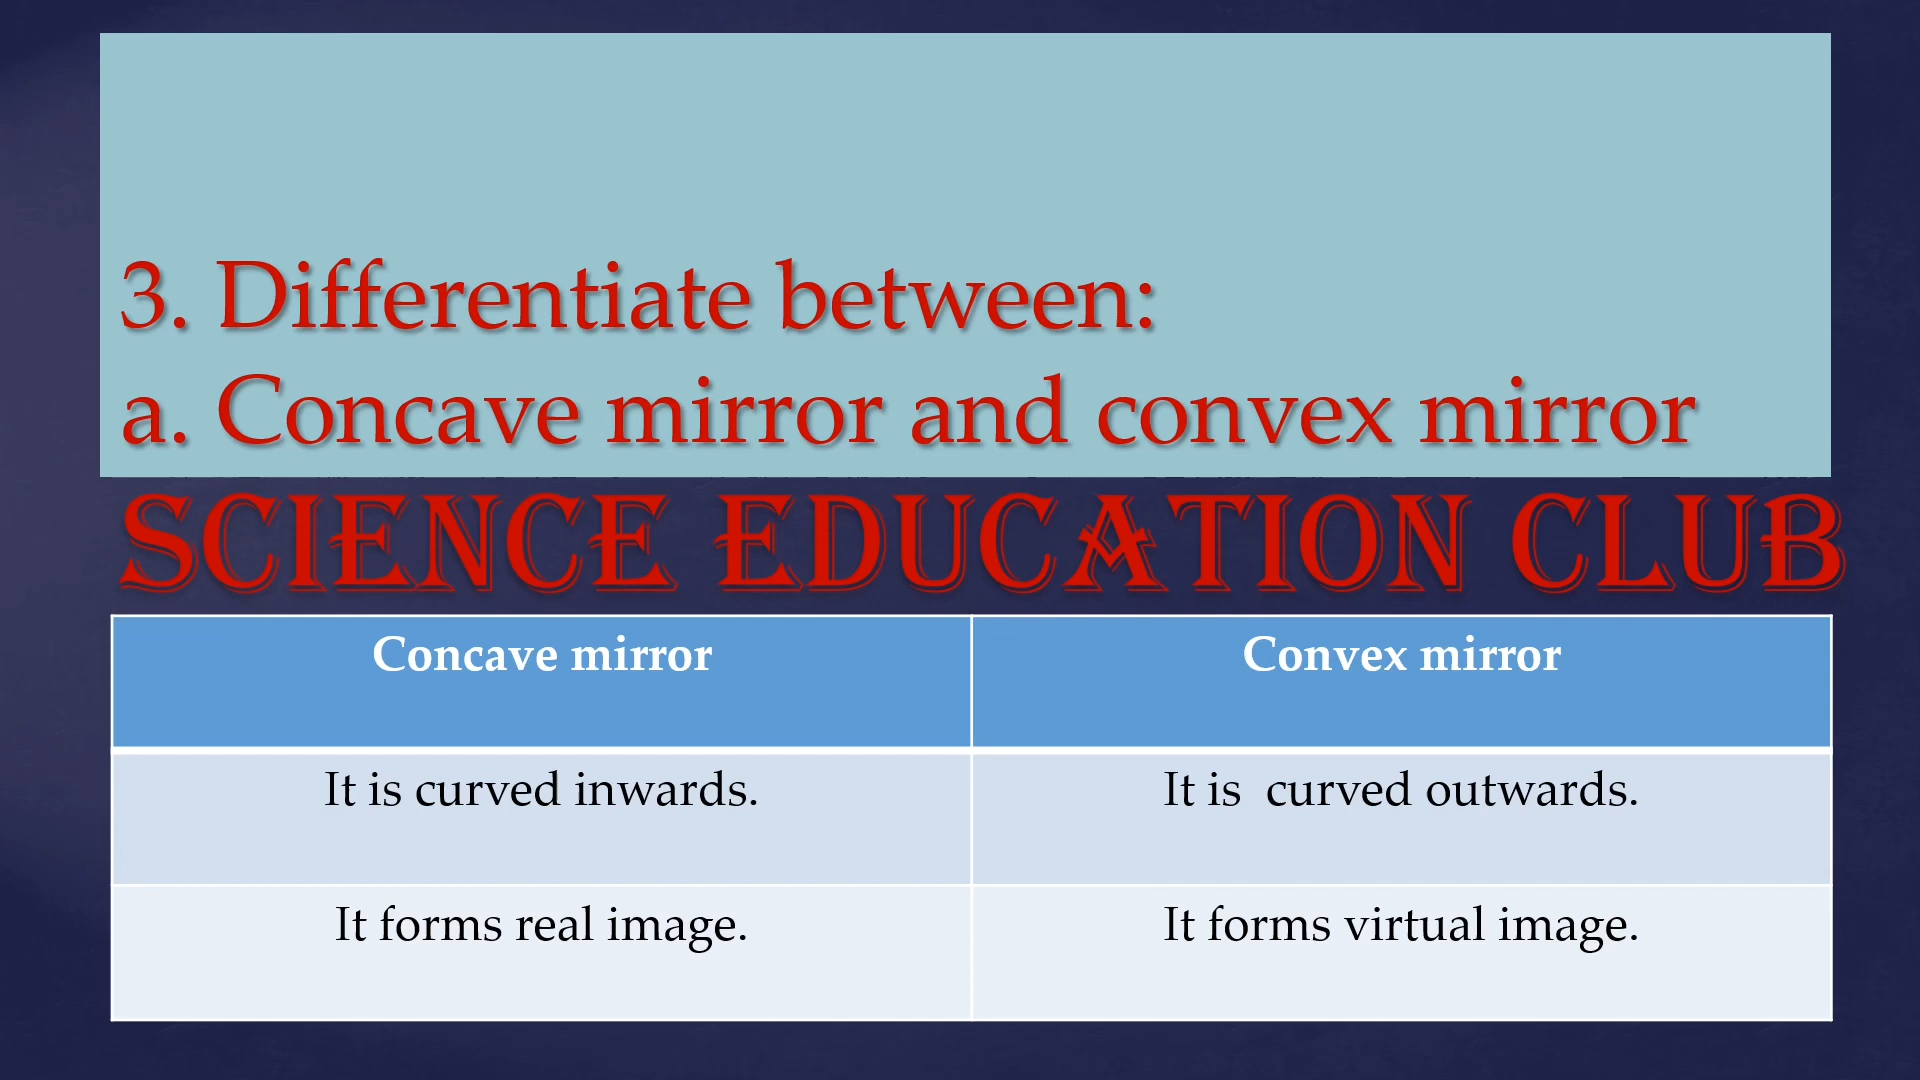 3. Differentiate between:
a. Concave mirror and convex mirror
SCIENCE EDUCATION CLUB
Concave mirror
Convex mirror
It is curved inwards.
It is  curved outwards.
It forms real image.
It forms virtual image.